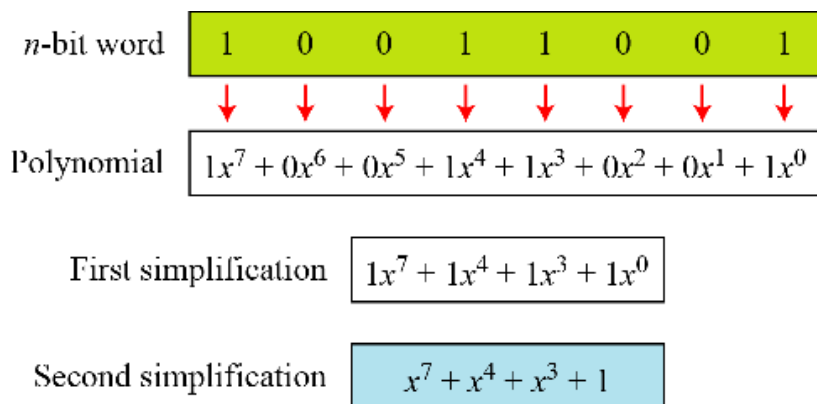 n-bit word 1 0 0 1 1 0 0 1
Polynomial 1x⁷ + 0x⁶ + 0x⁵ + 1x⁴ + 1x³ + 0x² + 0x¹ + 1x⁰
First simplification 1x⁷ + 1x⁴ + 1x³ + 1x⁰
Second simplification x⁷ + x⁴ + x³ + 1